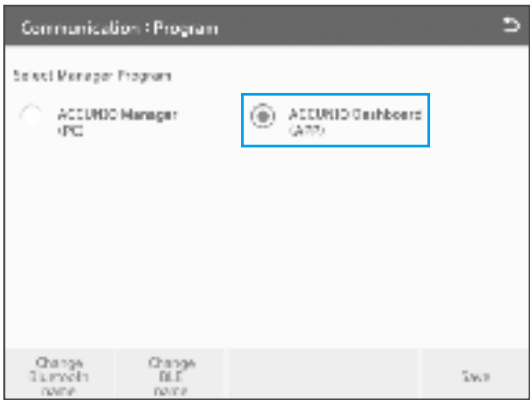 Communication : Program
Select Manager Program
ACCUNIQ Manager
(PC)
ACCUNIQ Dashboard
(APP)
Change
Bluetooth
name
Change
BLE
name
Save